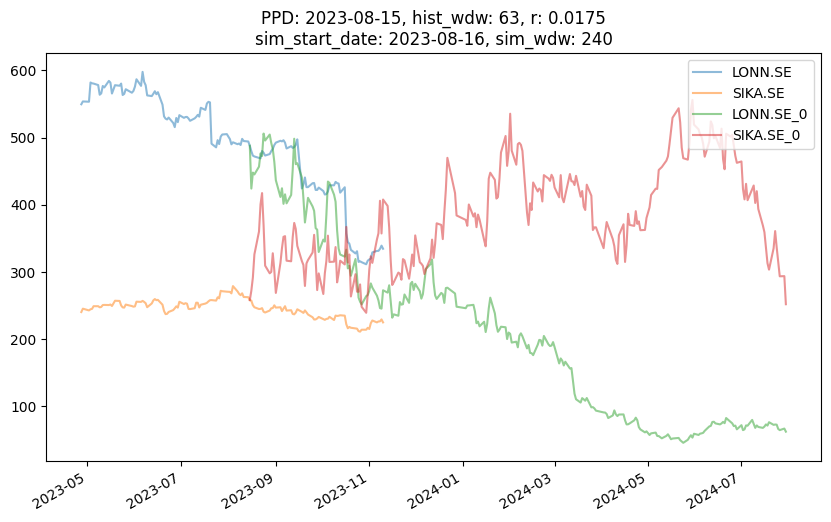 PPD: 2023-08-15, hist_wdw: 63, r: 0.0175
sim_start_date: 2023-08-16, sim_wdw: 240
LONN.SE
SIKA.SE
LONN.SE_0
SIKA.SE_0
600
500
400
300
200
100
2023-05
2023-07
2023-09
2023-11
2024-01
2024-03
2024-05
2024-07